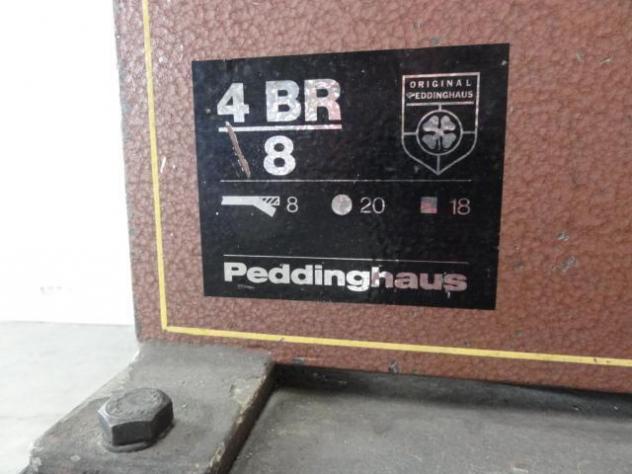 4 BR
8
ORIGINAL
PEDDINGHAUS
8 20 18
Peddinghaus